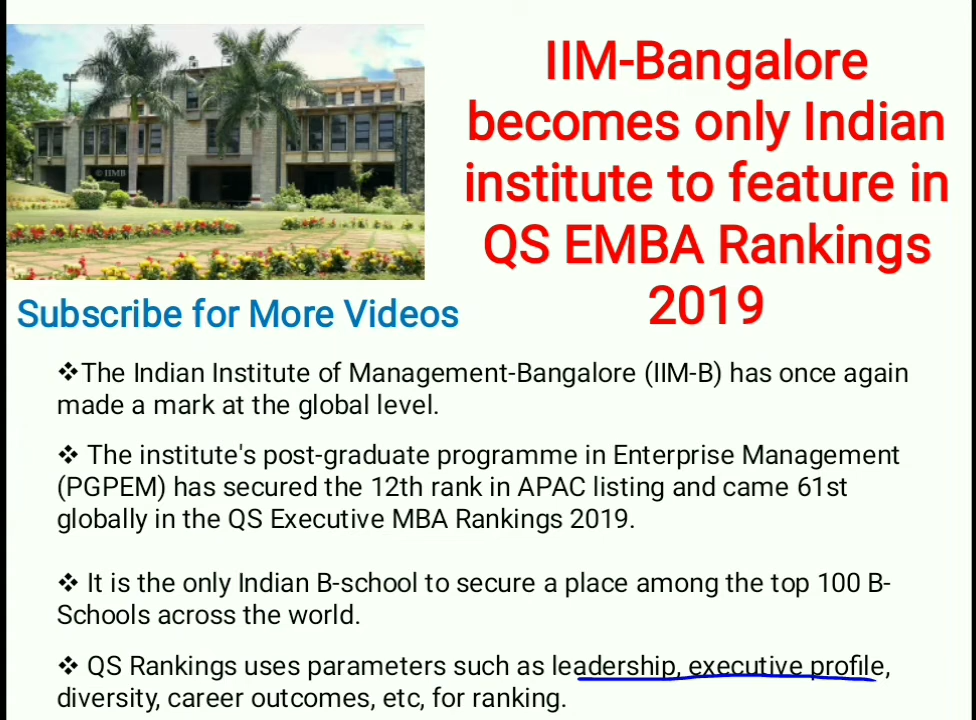 © IIMB
IIM-Bangalore
becomes only Indian
institute to feature in
QS EMBA Rankings
2019
Subscribe for More Videos
❖The Indian Institute of Management-Bangalore (IIM-B) has once again
made a mark at the global level.
❖ The institute's post-graduate programme in Enterprise Management
(PGPEM) has secured the 12th rank in APAC listing and came 61st
globally in the QS Executive MBA Rankings 2019.
❖ It is the only Indian B-school to secure a place among the top 100 B-
Schools across the world.
❖ QS Rankings uses parameters such as leadership, executive profile,
diversity, career outcomes, etc, for ranking.